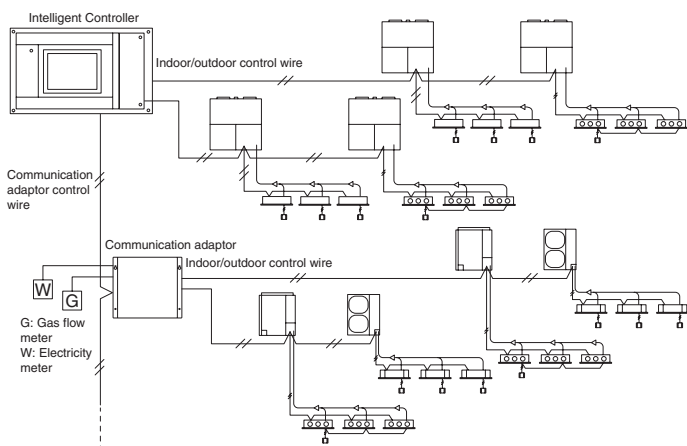 Intelligent Controller
Indoor/outdoor control wire
Communication
adaptor control
wire
Communication adaptor
Indoor/outdoor control wire
W
G
G: Gas flow
meter
W: Electricity
meter